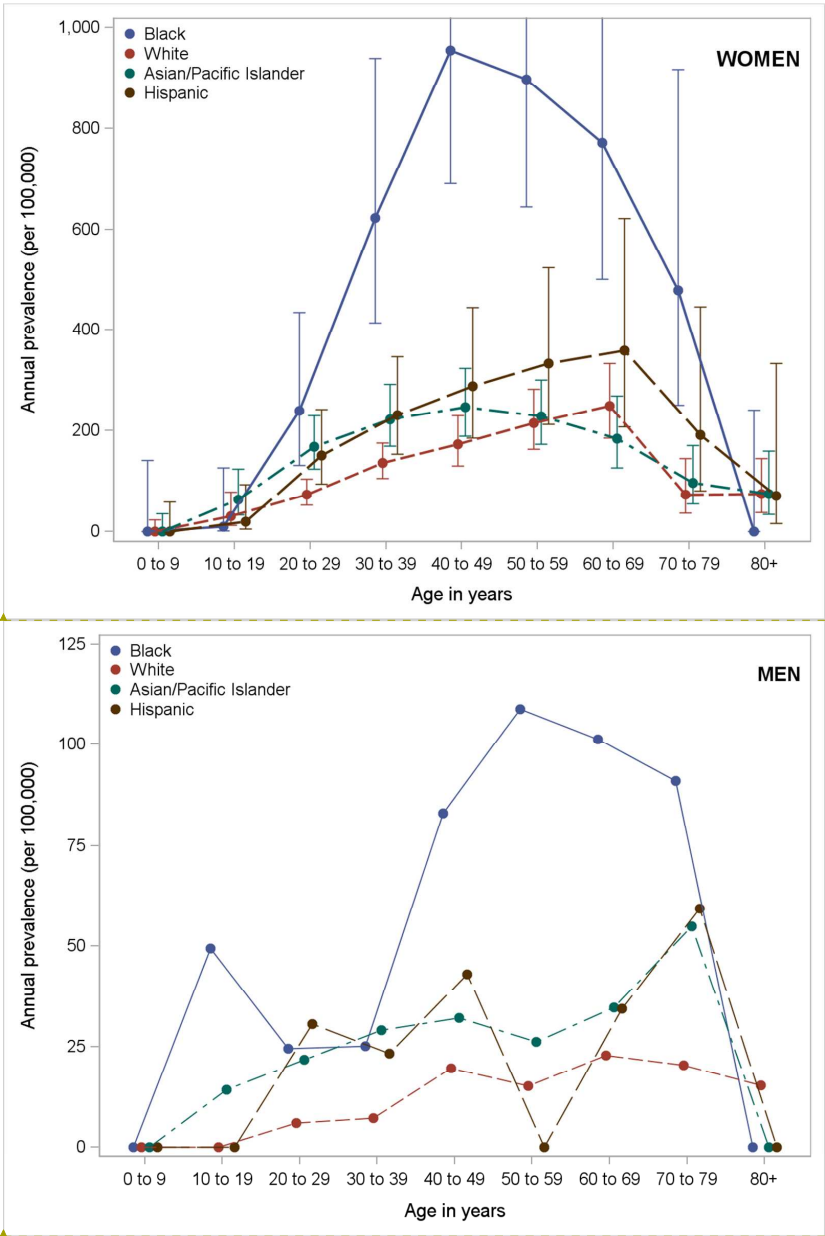 1,000
800
600
400
200
0
Annual prevalence (per 100,000)
Black
White
Asian/Pacific Islander
Hispanic
WOMEN
0 to 9 10 to 19 20 to 29 30 to 39 40 to 49 50 to 59 60 to 69 70 to 79 80+
Age in years
125
100
75
50
25
0
Annual prevalence (per 100,000)
Black
White
Asian/Pacific Islander
Hispanic
MEN
0 to 9 10 to 19 20 to 29 30 to 39 40 to 49 50 to 59 60 to 69 70 to 79 80+
Age in years